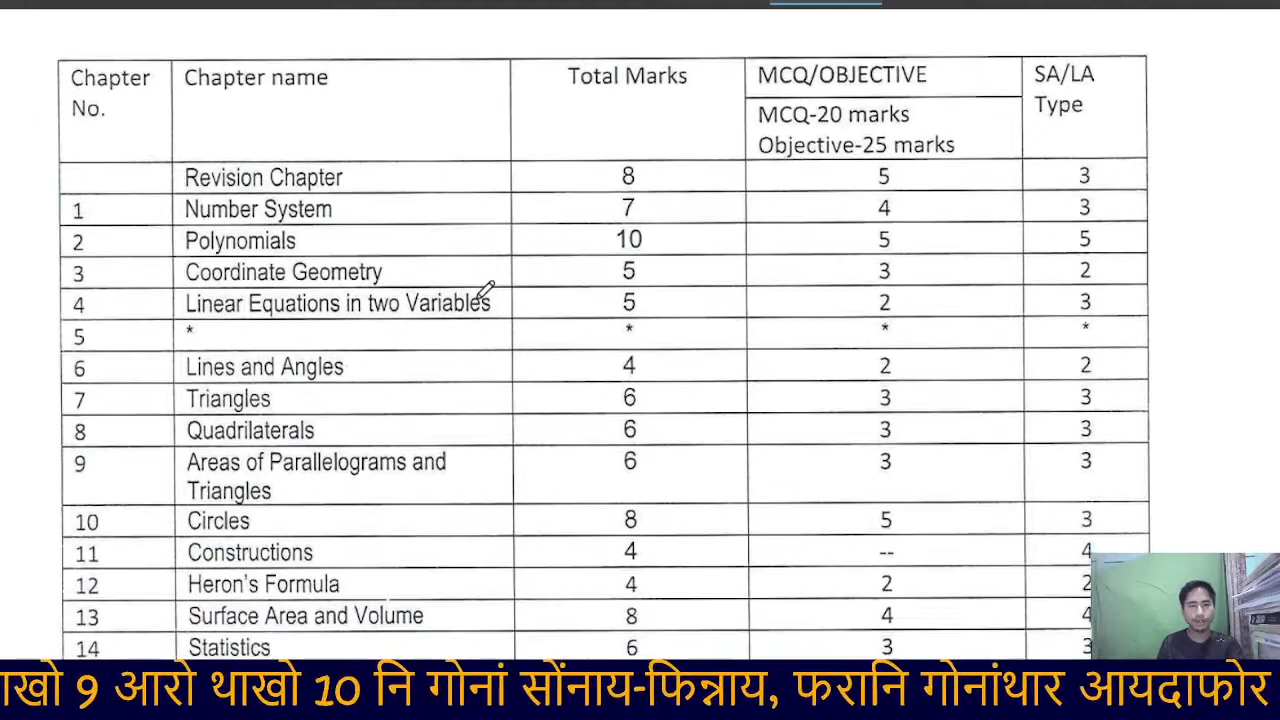 Chapter No. Chapter name Total Marks MCQ/OBJECTIVE SA/LA Type
MCQ-20 marks
Objective-25 marks
Revision Chapter 8 5 3
1 Number System 7 4 3
2 Polynomials 10 5 5
3 Coordinate Geometry 5 3 2
4 Linear Equations in two Variables 5 2 3
5 * * * *
6 Lines and Angles 4 2 2
7 Triangles 6 3 3
8 Quadrilaterals 6 3 3
9 Areas of Parallelograms and Triangles 6 3 3
10 Circles 8 5 3
11 Constructions 4 -- 4
12 Heron's Formula 4 2 2
13 Surface Area and Volume 8 4 4
14 Statistics 6 3 3
ाखो 9 आरो थाखो 10 नि गोनां सोंनाय-फिन्नाय, फरानि गोनांथार आयदाफोर